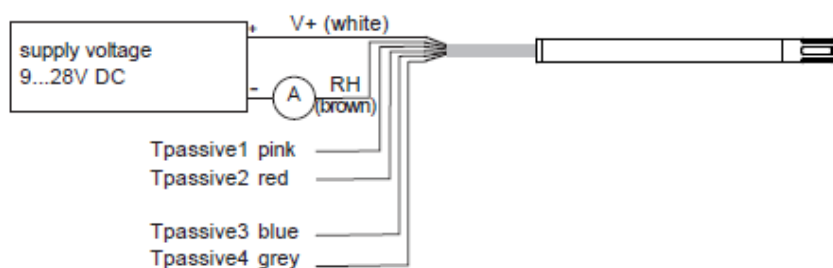 + V+ (white)
supply voltage
9...28V DC
- A RH
(brown)
Tpassive1 pink
Tpassive2 red
Tpassive3 blue
Tpassive4 grey